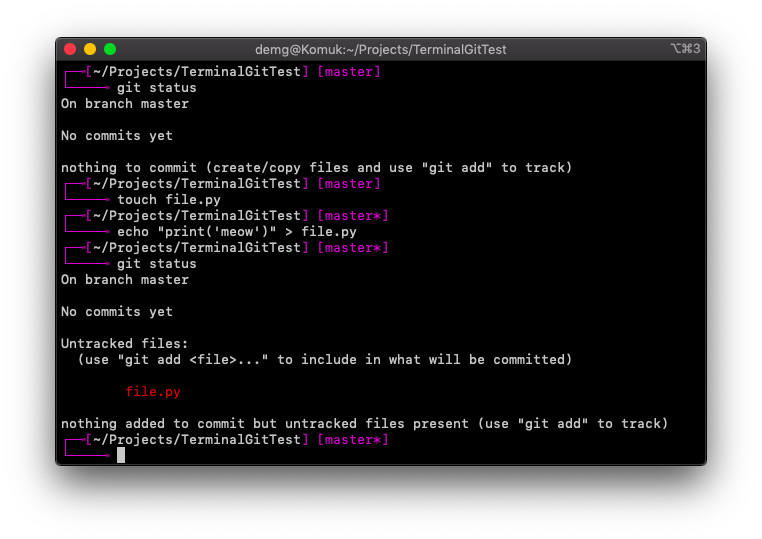 demg@Komuk:~/Projects/TerminalGitTest
⌥⌘3
[~/Projects/TerminalGitTest] [master]
git status
On branch master
No commits yet
nothing to commit (create/copy files and use "git add" to track)
[~/Projects/TerminalGitTest] [master]
touch file.py
[~/Projects/TerminalGitTest] [master*]
echo "print('meow')" > file.py
[~/Projects/TerminalGitTest] [master*]
git status
On branch master
No commits yet
Untracked files:
(use "git add <file>..." to include in what will be committed)
file.py
nothing added to commit but untracked files present (use "git add" to track)
[~/Projects/TerminalGitTest] [master*]